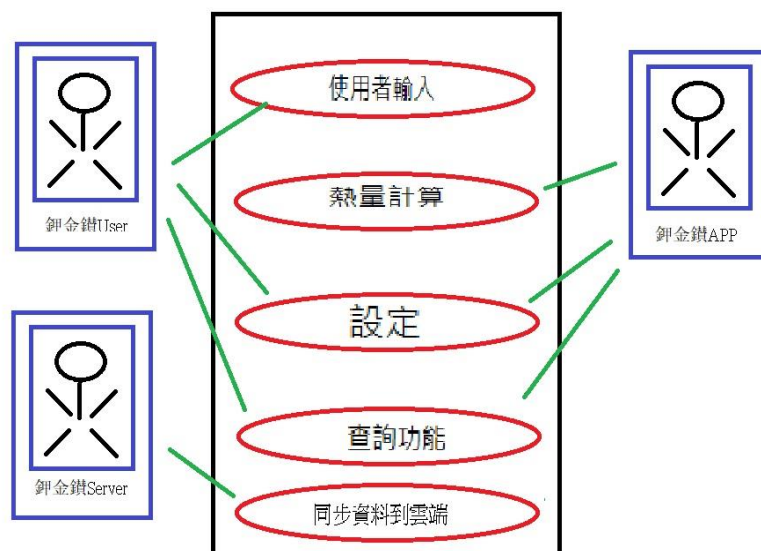 使用者輸入
熱量計算
設定
查詢功能
同步資料到雲端
鉀金鑽User
鉀金鑽Server
鉀金鑽APP